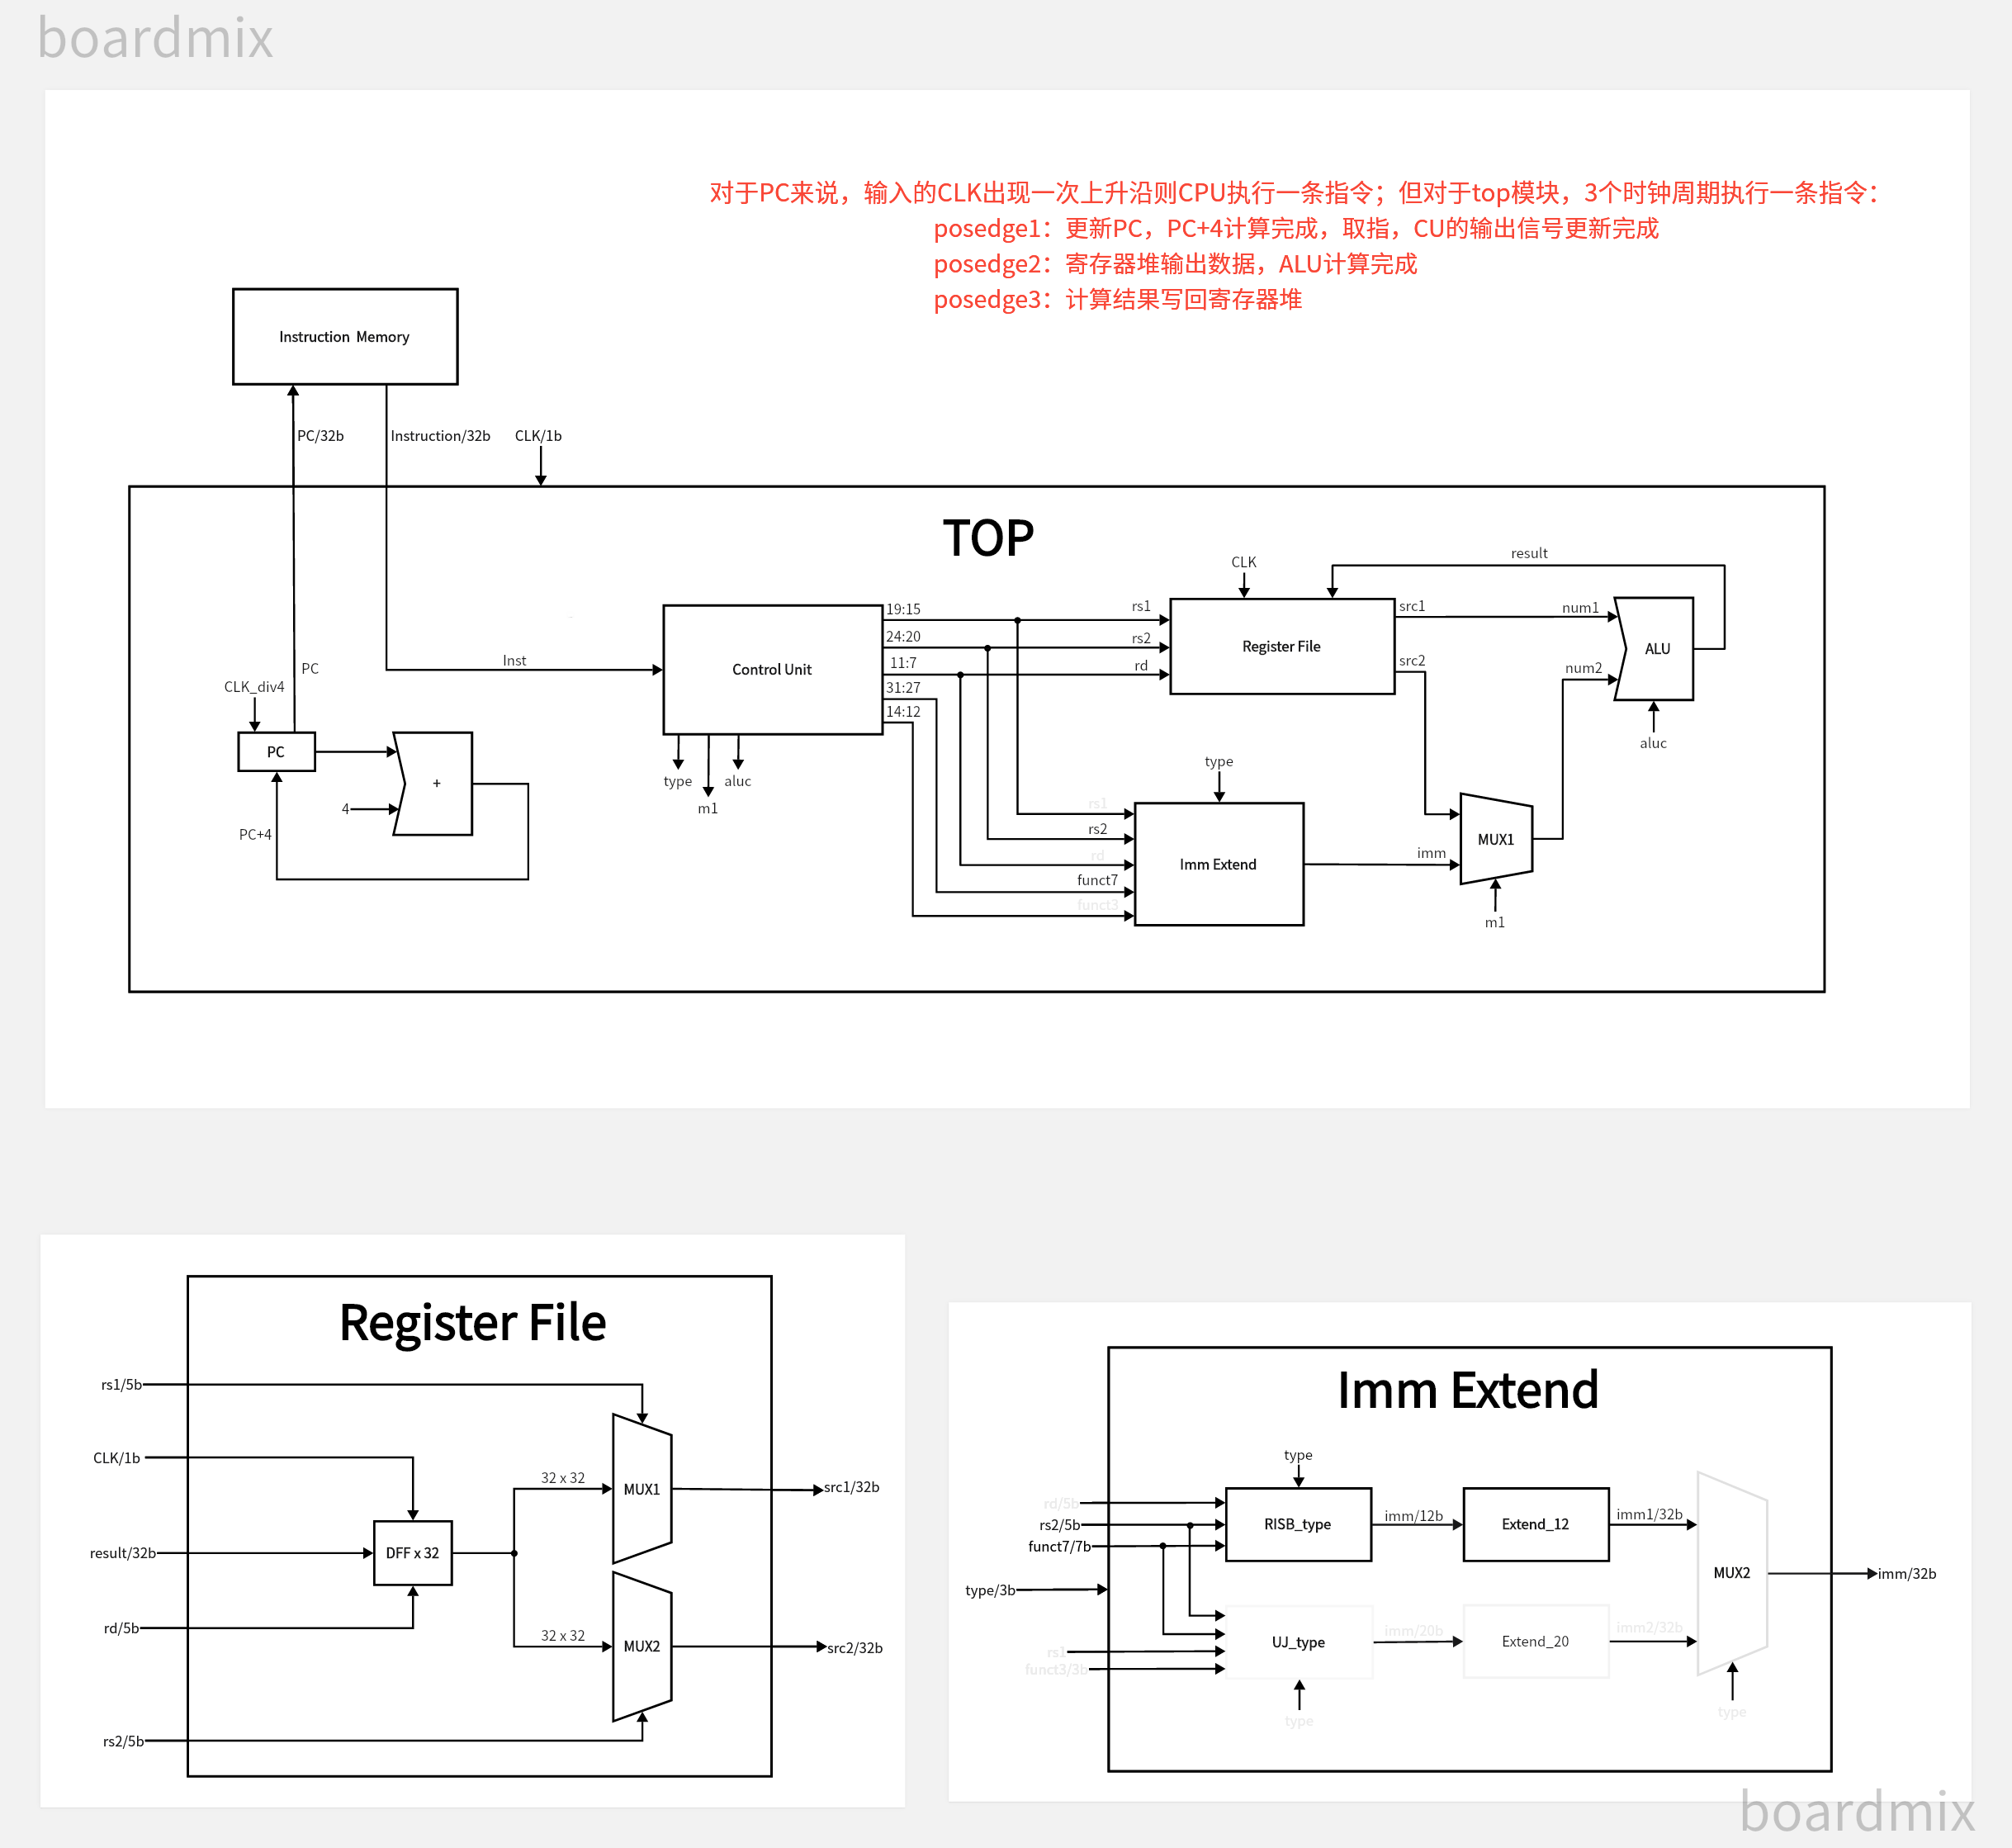 boardmix
对于PC来说，输入的CLK出现一次上升沿则CPU执行一条指令；但对于top模块，3个时钟周期执行一条指令：
posedge1：更新PC，PC+4计算完成，取指，CU的输出信号更新完成
posedge2：寄存器堆输出数据，ALU计算完成
posedge3：计算结果写回寄存器堆
Instruction Memory
PC/32b
Instruction/32b
CLK/1b
TOP
CLK
result
19:15
rs1
src1
num1
24:20
rs2
Register File
ALU
11:7
rd
src2
num2
Inst
Control Unit
PC
31:27
CLK_div4
14:12
aluc
PC
type
m1
aluc
type
+
4
PC+4
rs1
rs2
rd
funct7
funct3
Imm Extend
imm
MUX1
m1
Register File
rs1/5b
CLK/1b
32 x 32
MUX1
src1/32b
result/32b
DFF x 32
rd/5b
32 x 32
MUX2
src2/32b
rs2/5b
Imm Extend
type
rd/5b
rs2/5b
funct7/7b
RISB_type
imm/12b
Extend_12
imm1/32b
type/3b
MUX2
imm/32b
UJ_type
imm/20b
Extend_20
imm2/32b
rs1
funct3/3b
type
type
boardmix